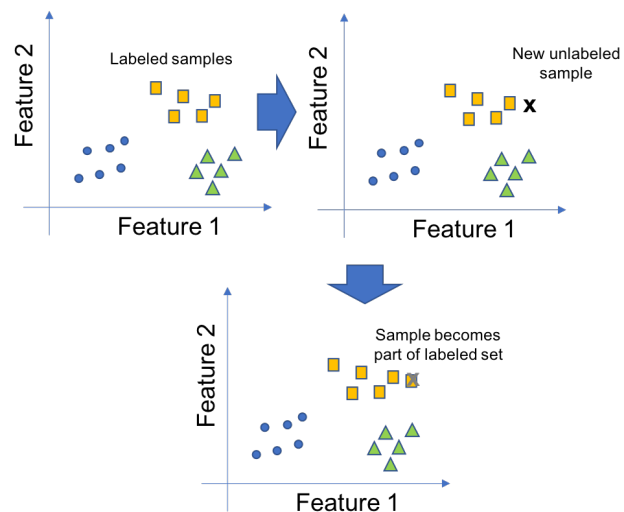 Labeled samples
Feature 2
Feature 1
New unlabeled
sample
x
Feature 2
Feature 1
Sample becomes
part of labeled set
x
Feature 2
Feature 1